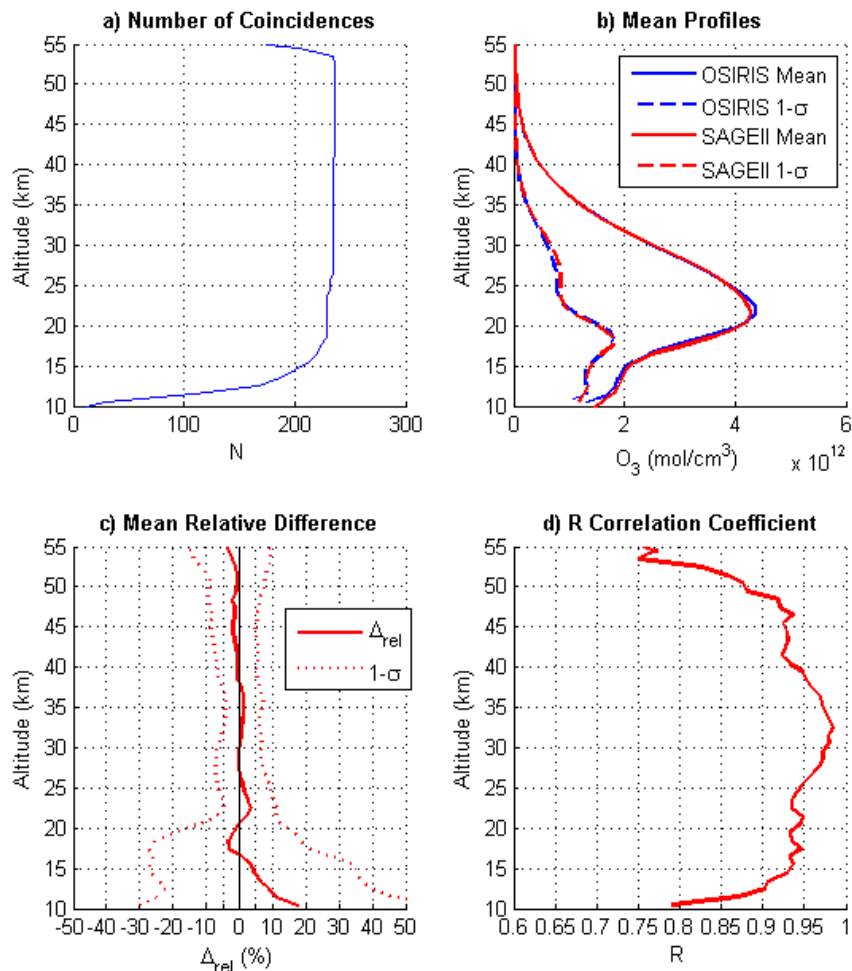 a) Number of Coincidences
55
50
45
40
35
30
25
20
15
10
Altitude (km)
0 100 200 300
N
b) Mean Profiles
55
50
45
40
35
30
25
20
15
10
Altitude (km)
OSIRIS Mean
OSIRIS 1-σ
SAGEII Mean
SAGEII 1-σ
0 2 4 6
O₃ (mol/cm³) x 10¹²
c) Mean Relative Difference
55
50
45
40
35
30
25
20
15
10
Altitude (km)
Δrel
1-σ
-50 -40 -30 -20 -10 0 10 20 30 40 50
Δrel (%)
d) R Correlation Coefficient
55
50
45
40
35
30
25
20
15
10
Altitude (km)
0.6 0.65 0.7 0.75 0.8 0.85 0.9 0.95 1
R